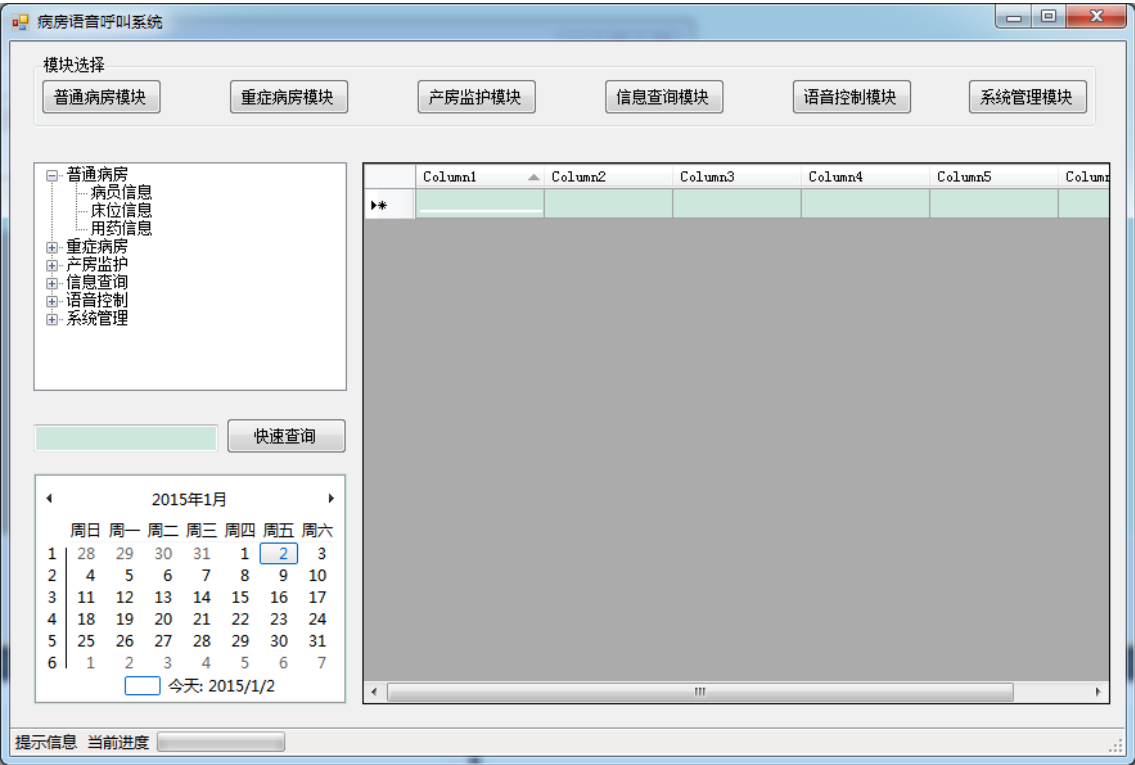 病房语音呼叫系统
模块选择
普通病房模块 重症病房模块 产房监护模块 信息查询模块 语音控制模块 系统管理模块
普通病房
病员信息
床位信息
用药信息
重症病房
产房监护
信息查询
语音控制
系统管理
Column1 Column2 Column3 Column4 Column5 Column
快速查询
2015年1月
周日 周一 周二 周三 周四 周五 周六
1 28 29 30 31 1 2 3
2 4 5 6 7 8 9 10
3 11 12 13 14 15 16 17
4 18 19 20 21 22 23 24
5 25 26 27 28 29 30 31
6 1 2 3 4 5 6 7
今天: 2015/1/2
提示信息 当前进度